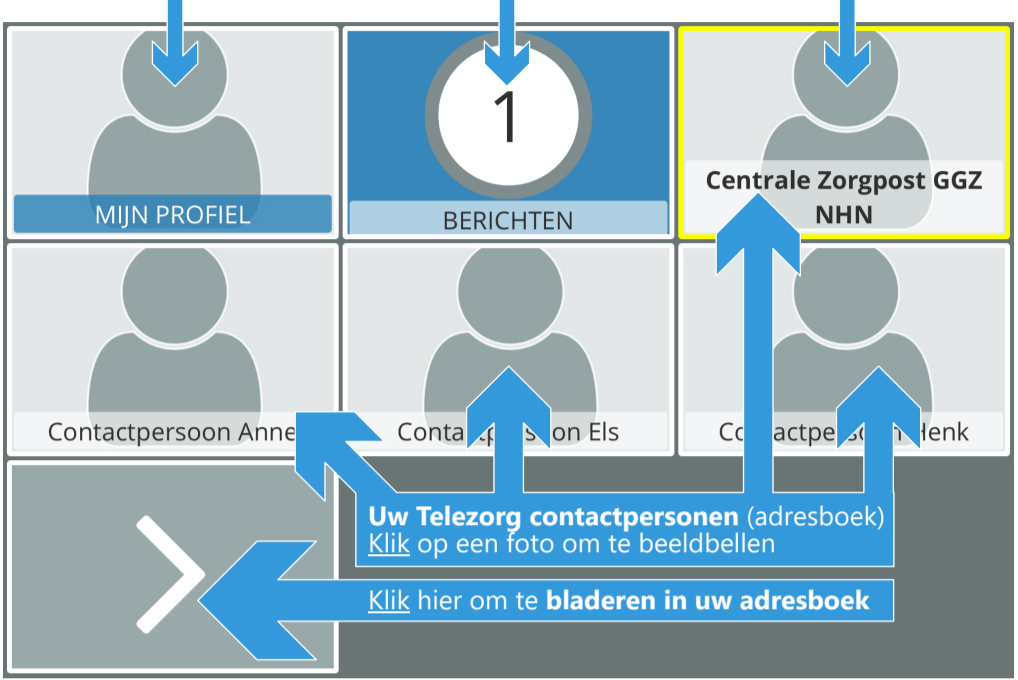 1
MIJN PROFIEL
BERICHTEN
Centrale Zorgpost GGZ
NHN
Contactpersoon Anne
Contactpersoon Els
Contactpersoon Henk
Uw Telezorg contactpersonen (adresboek)
Klik op een foto om te beeldbellen
Klik hier om te bladeren in uw adresboek